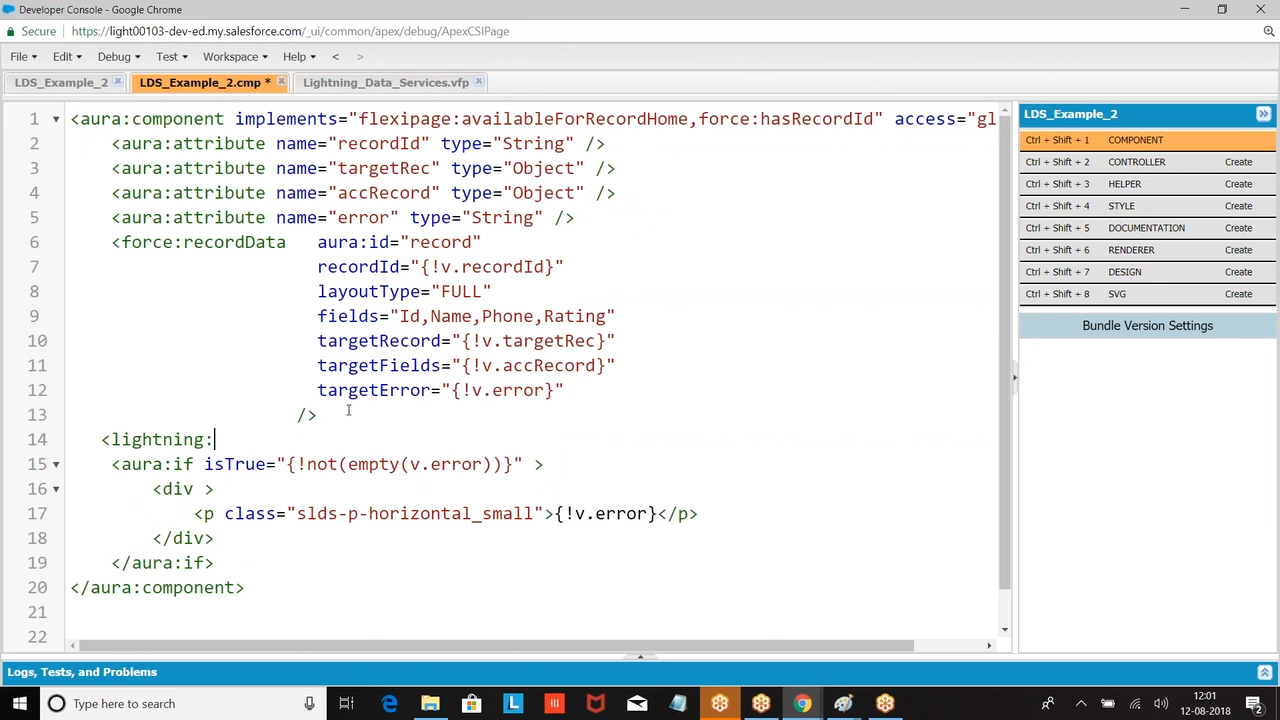 Developer Console - Google Chrome
Secure https://light00103-dev-ed.my.salesforce.com/_ui/common/apex/debug/ApexCSIPage
File Edit Debug Test Workspace Help < >
LDS_Example_2 LDS_Example_2.cmp * Lightning_Data_Services.vfp
1 <aura:component implements="flexipage:availableForRecordHome,force:hasRecordId" access="gl
2 <aura:attribute name="recordId" type="String" />
3 <aura:attribute name="targetRec" type="Object" />
4 <aura:attribute name="accRecord" type="Object" />
5 <aura:attribute name="error" type="String" />
6 <force:recordData aura:id="record"
7 recordId="{!v.recordId}"
8 layoutType="FULL"
9 fields="Id,Name,Phone,Rating"
10 targetRecord="{!v.targetRec}"
11 targetFields="{!v.accRecord}"
12 targetError="{!v.error}"
13 />
14 <lightning:
15 <aura:if isTrue="{!not(empty(v.error))}" >
16 <div >
17 <p class="slds-p-horizontal_small">{!v.error}</p>
18 </div>
19 </aura:if>
20 </aura:component>
21
22
LDS_Example_2
Ctrl + Shift + 1 COMPONENT
Ctrl + Shift + 2 CONTROLLER Create
Ctrl + Shift + 3 HELPER Create
Ctrl + Shift + 4 STYLE Create
Ctrl + Shift + 5 DOCUMENTATION Create
Ctrl + Shift + 6 RENDERER Create
Ctrl + Shift + 7 DESIGN Create
Ctrl + Shift + 8 SVG Create
Bundle Version Settings
Logs, Tests, and Problems
Type here to search
12:01
12-08-2018